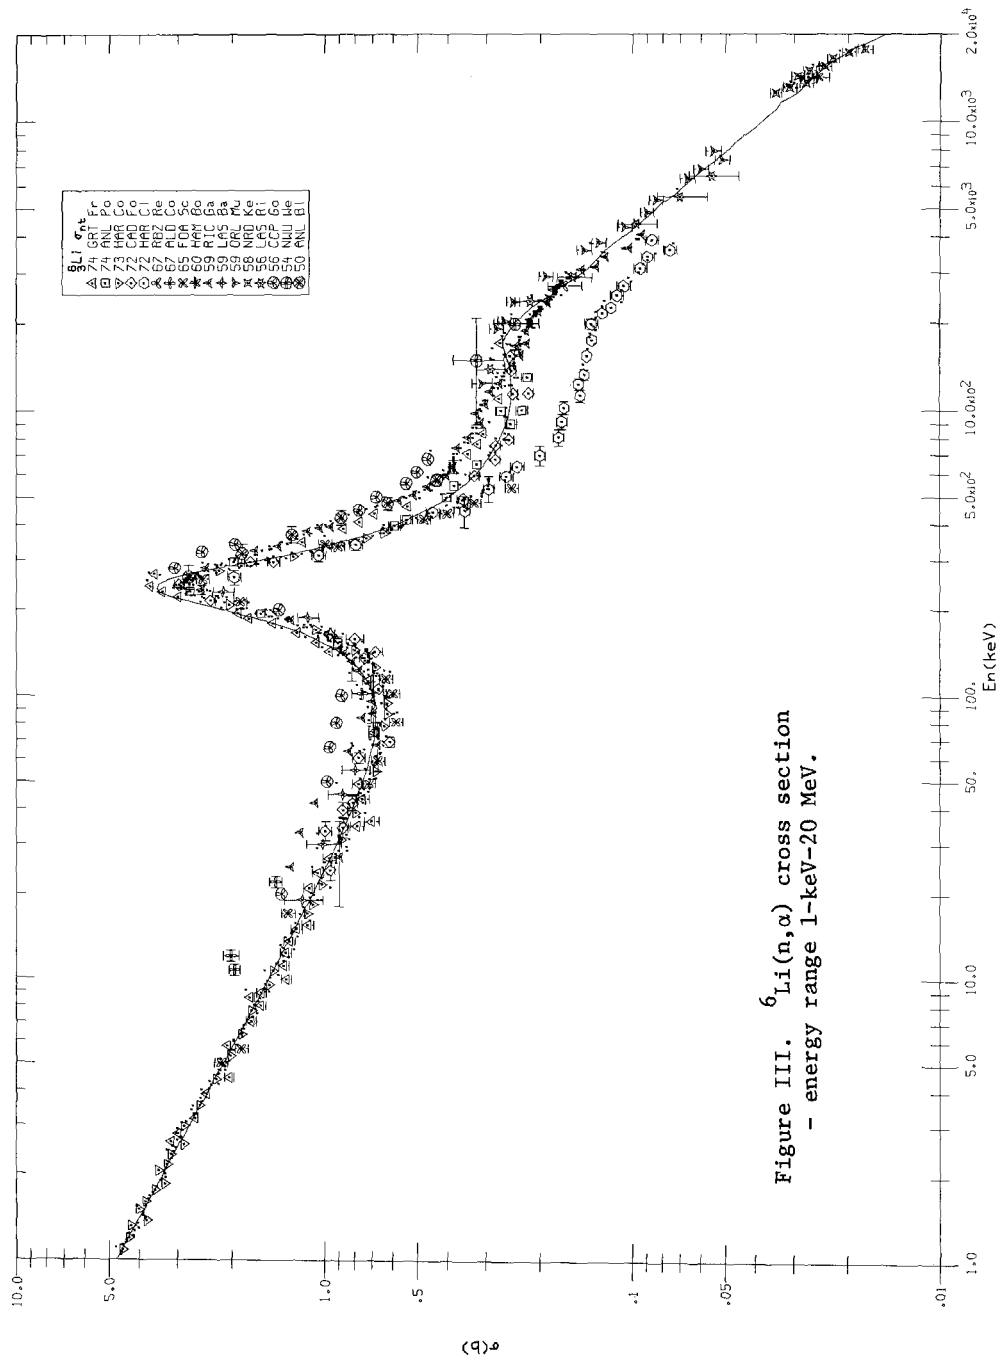 ⁶₃Li σnt
74 GRT Fr
74 ANL Po
73 HAR Co
72 CAD Fo
72 HAR Cl
67 RBZ Re
67 ALD Co
65 FOA Sc
60 HAM Bo
59 RIC Ga
59 LAS Ba
59 ORL Mu
58 NRD Ke
56 LAS Ri
56 CCP Go
54 NWU We
50 ANL Bl
10.0
5.0
1.0
.5
.1
.05
.01
σ(b)
1.0
5.0
10.0
50.
100.
5.0x10²
10.0x10²
5.0x10³
10.0x10³
2.0x10⁴
En(keV)
Figure III. ⁶Li(n,α) cross section
- energy range 1-keV-20 MeV.